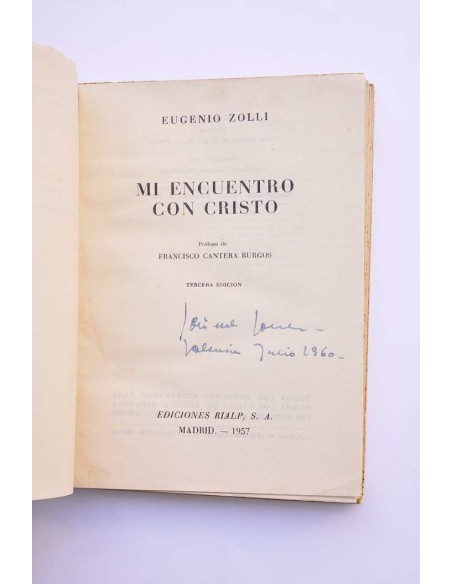 EUGENIO ZOLLI
MI ENCUENTRO
CON CRISTO
Prólogo de
FRANCISCO CANTERA BURGOS
TERCERA EDICION
Valencia Julio 1960-
EDICIONES RIALP, S. A.
MADRID. — 1957